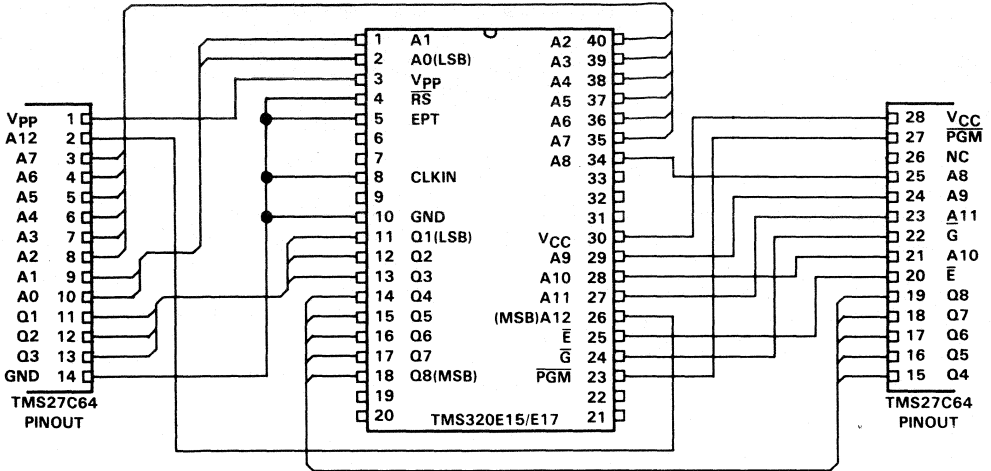 VPP 1
A12 2
A7 3
A6 4
A5 5
A4 6
A3 7
A2 8
A1 9
A0 10
Q1 11
Q2 12
Q3 13
GND 14
TMS27C64
PINOUT
1 A1
2 A0(LSB)
3 VPP
4 R̅S̅
5 EPT
6
7
8 CLKIN
9
10 GND
11 Q1(LSB)
12 Q2
13 Q3
14 Q4
15 Q5
16 Q6
17 Q7
18 Q8(MSB)
19
20
A2 40
A3 39
A4 38
A5 37
A6 36
A7 35
A8 34
33
32
31
VCC 30
A9 29
A10 28
A11 27
(MSB)A12 26
E̅ 25
G̅ 24
P̅G̅M̅ 23
22
21
TMS320E15/E17
28 VCC
27 P̅G̅M̅
26 NC
25 A8
24 A9
23 A11
22 G̅
21 A10
20 E̅
19 Q8
18 Q7
17 Q6
16 Q5
15 Q4
TMS27C64
PINOUT